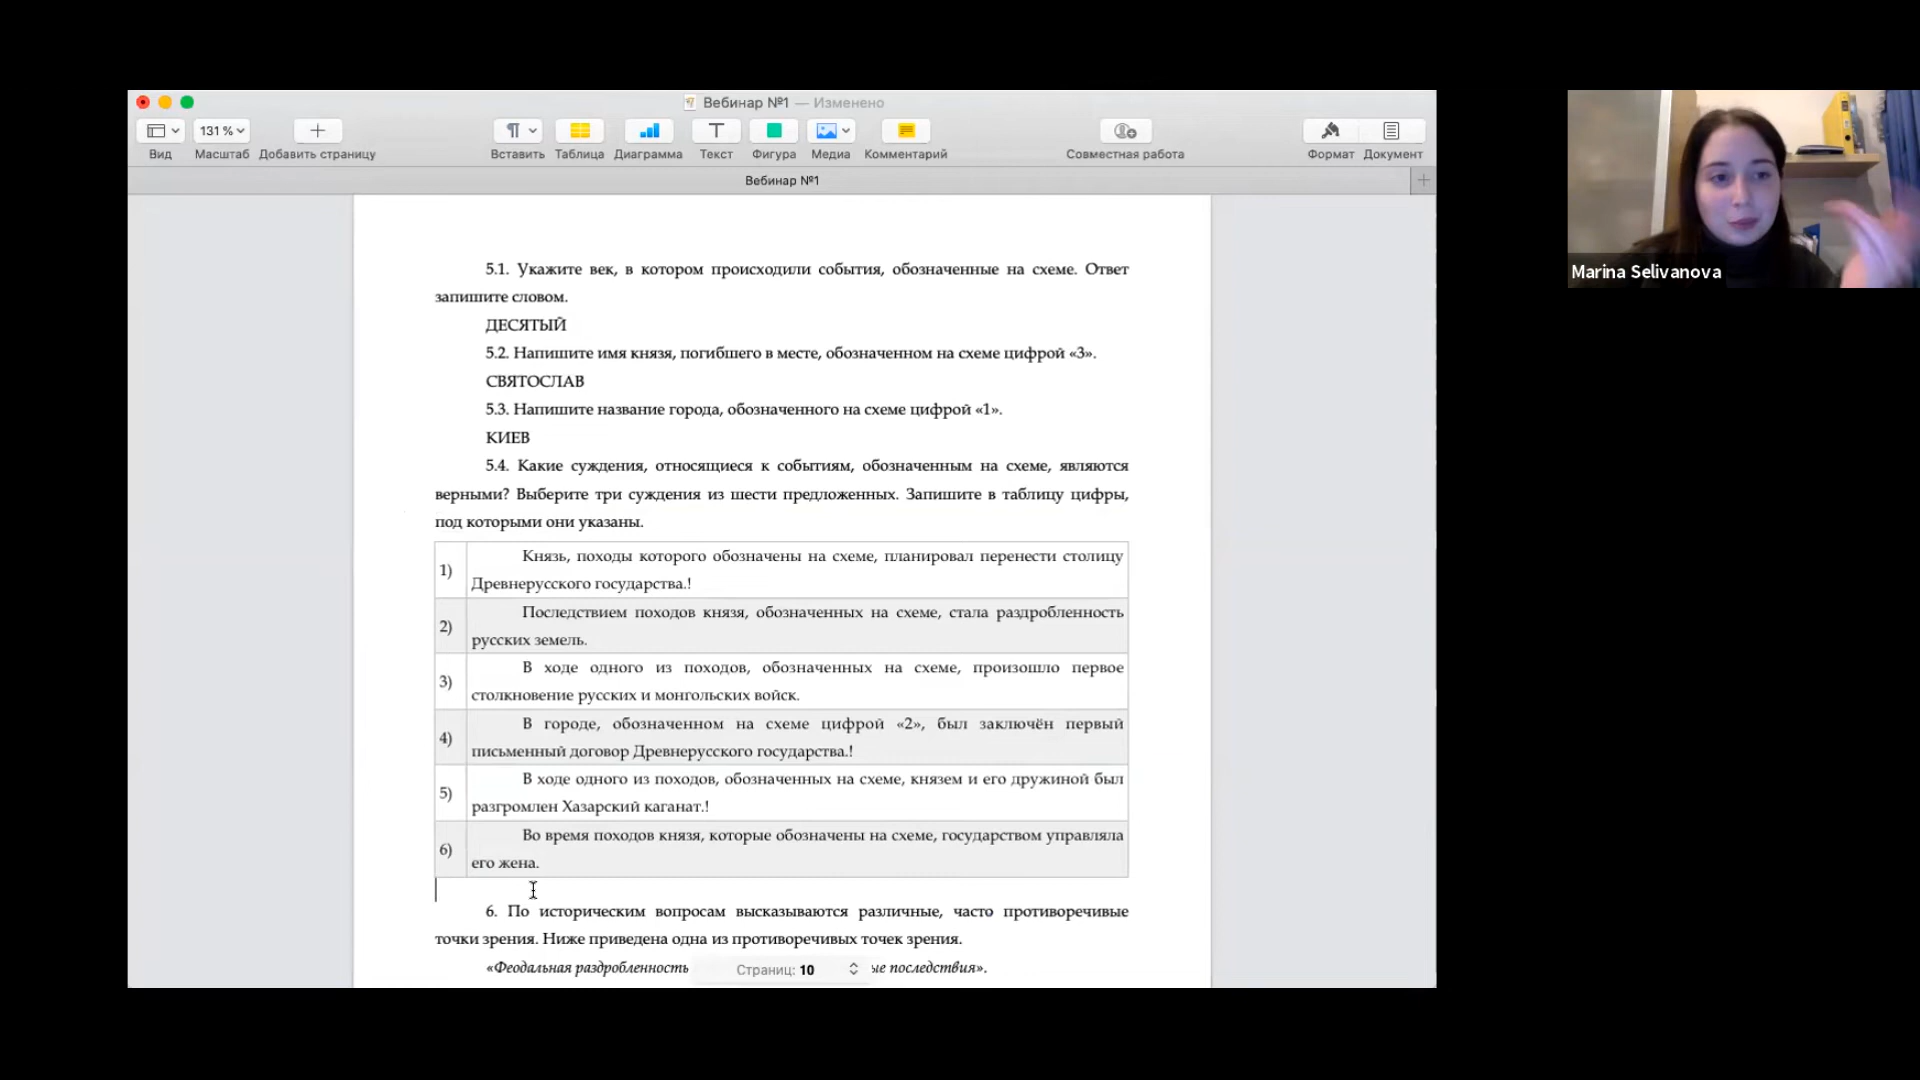 Вебинар №1 — Изменено
131 %
Вид
Масштаб
Добавить страницу
Вставить
Таблица
Диаграмма
Текст
Фигура
Медиа
Комментарий
Совместная работа
Формат
Документ
Вебинар №1
5.1. Укажите век, в котором происходили события, обозначенные на схеме. Ответ
запишите словом.
ДЕСЯТЫЙ
5.2. Напишите имя князя, погибшего в месте, обозначенном на схеме цифрой «3».
СВЯТОСЛАВ
5.3. Напишите название города, обозначенного на схеме цифрой «1».
КИЕВ
5.4. Какие суждения, относящиеся к событиям, обозначенным на схеме, являются
верными? Выберите три суждения из шести предложенных. Запишите в таблицу цифры,
под которыми они указаны.
1) Князь, походы которого обозначены на схеме, планировал перенести столицу
Древнерусского государства.!
2) Последствием походов князя, обозначенных на схеме, стала раздробленность
русских земель.
3) В ходе одного из походов, обозначенных на схеме, произошло первое
столкновение русских и монгольских войск.
4) В городе, обозначенном на схеме цифрой «2», был заключён первый
письменный договор Древнерусского государства.!
5) В ходе одного из походов, обозначенных на схеме, князем и его дружиной был
разгромлен Хазарский каганат.!
6) Во время походов князя, которые обозначены на схеме, государством управляла
его жена.
6. По историческим вопросам высказываются различные, часто противоречивые
точки зрения. Ниже приведена одна из противоречивых точек зрения.
«Феодальная раздробленность ые последствия».
Страниц: 10
Marina Selivanova